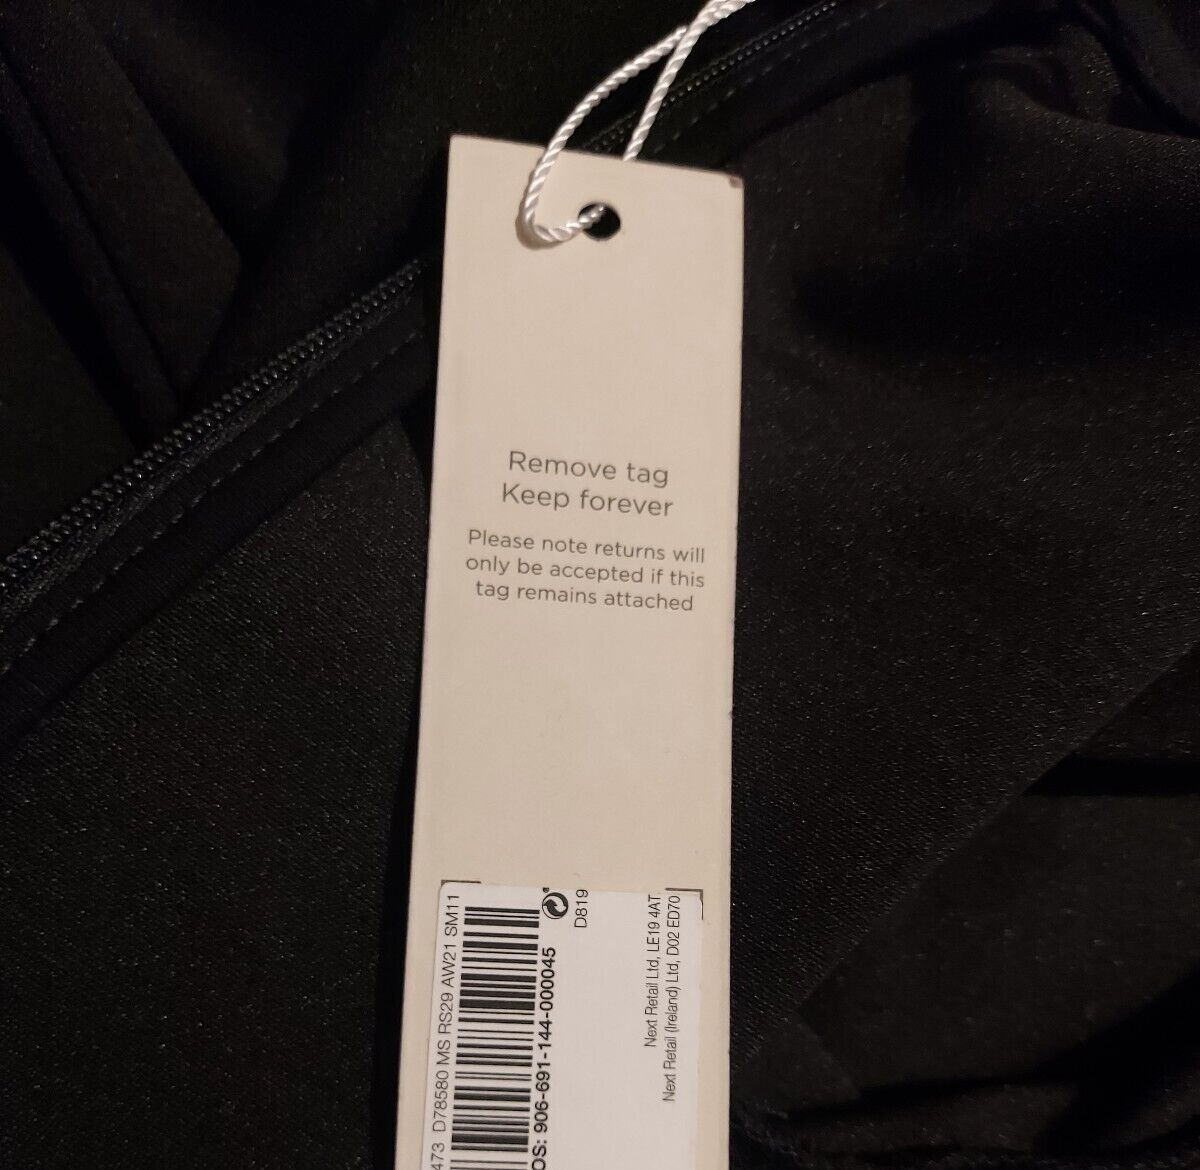 Remove tag
Keep forever
Please note returns will
only be accepted if this
tag remains attached
473 D78580 MS RS29 AW21 SM11
OS: 906-691-144-000045
D819
Next Retail Ltd, LE19 4AT
Next Retail (Ireland) Ltd, D02 ED70